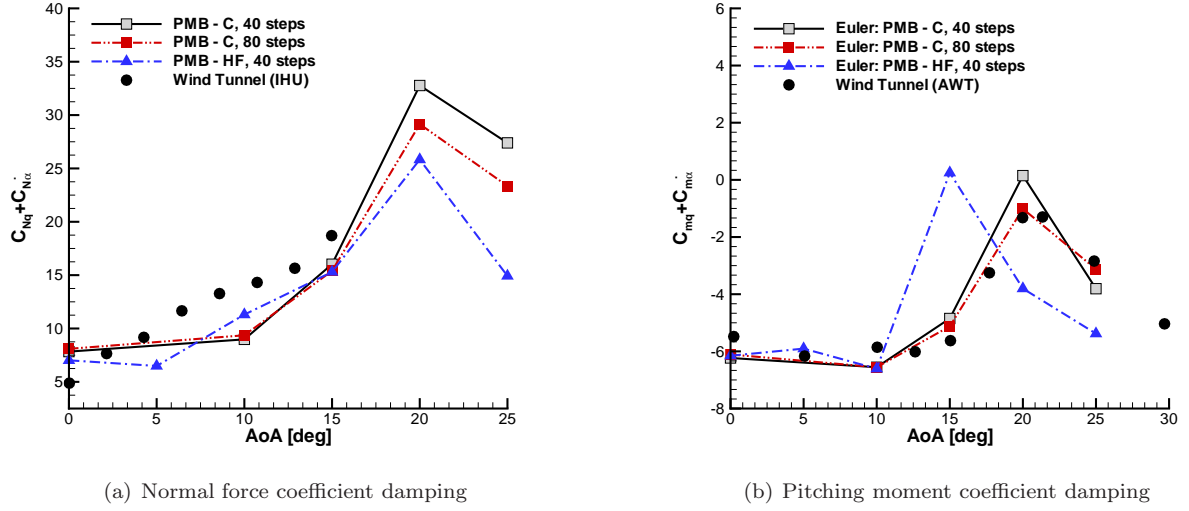 PMB - C, 40 steps
PMB - C, 80 steps
PMB - HF, 40 steps
Wind Tunnel (IHU)
40
35
30
25
20
15
10
5
C_Nq+C_Nα̇
0 5 10 15 20 25
AoA [deg]
(a) Normal force coefficient damping
Euler: PMB - C, 40 steps
Euler: PMB - C, 80 steps
Euler: PMB - HF, 40 steps
Wind Tunnel (AWT)
6
4
2
0
-2
-4
-6
-8
C_mq+C_mα̇
0 5 10 15 20 25 30
AoA [deg]
(b) Pitching moment coefficient damping